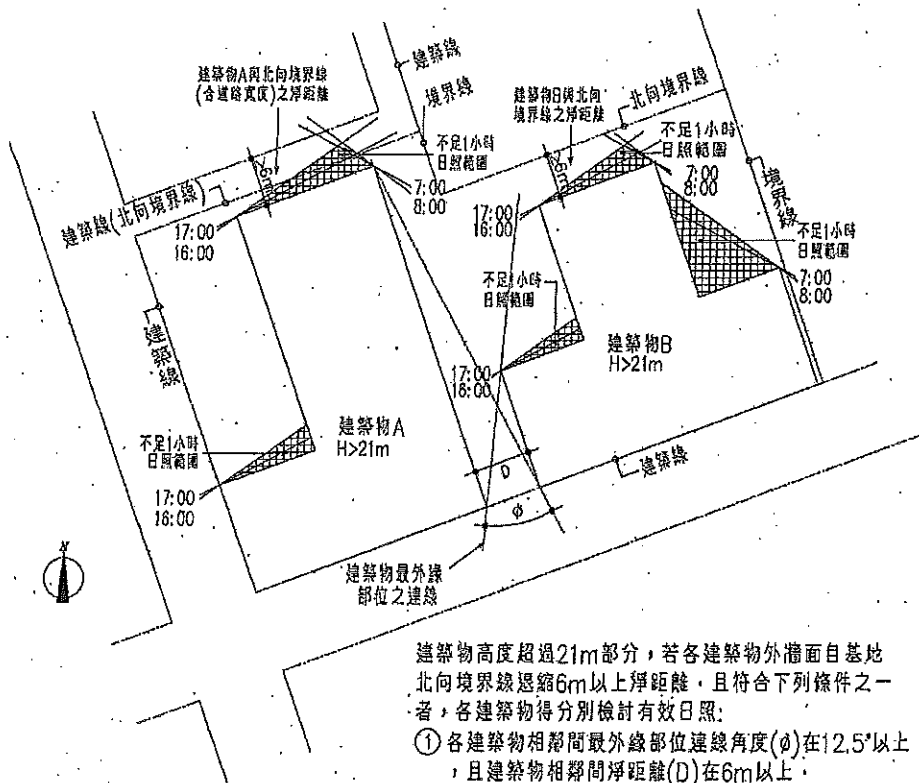 建築線
建築物A與北向境界線
(含道路寬度)之淨距離
境界線
建築物B與北向
境界線之淨距離
北向境界線
不足1小時
日照範圍
不足1小時
日照範圍
≥6m
≥6m
7:00
8:00
7:00
8:00
境界線
建築線(北向境界線)
17:00
16:00
17:00
16:00
不足1小時
日照範圍
不足1小時
日照範圍
7:00
8:00
建築線
建築物B
H>21m
17:00
16:00
建築物A
H>21m
不足1小時
日照範圍
D
建築線
17:00
16:00
ϕ
N
建築物最外緣
部位之連線
建築物高度超過21m部分，若各建築物外牆面自基地
北向境界線退縮6m以上淨距離，且符合下列條件之一
者，各建築物得分別檢討有效日照:
① 各建築物相鄰間最外緣部位連線角度(ϕ)在12.5°以上
，且建築物相鄰間淨距離(D)在6m以上。